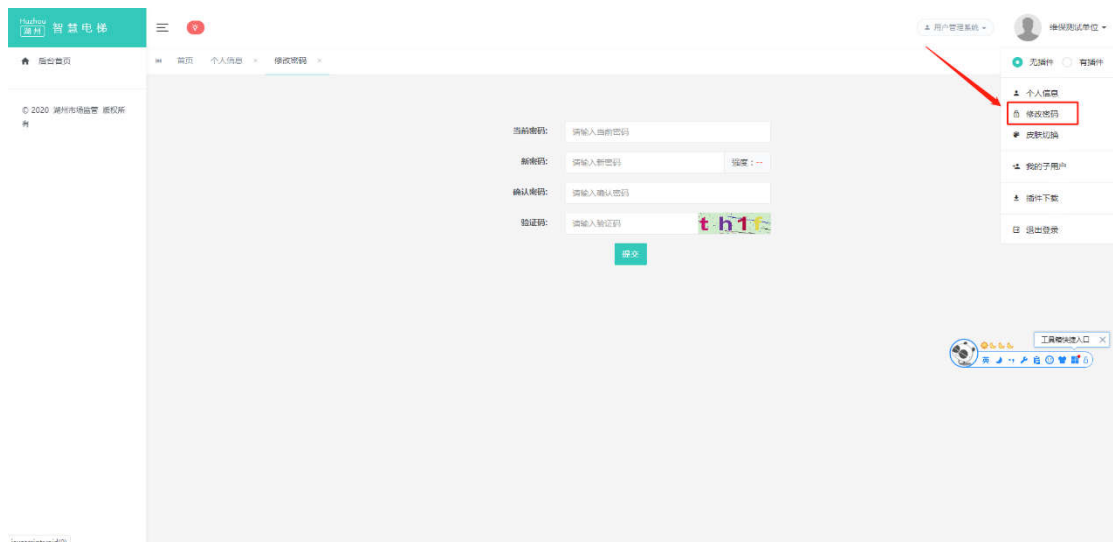 Huzhou
湖州 智慧电梯
用户管理系统
维保测试单位
后台首页
首页 个人信息 × 修改密码 ×
无插件 有插件
© 2020 湖州市场监管 版权所
有
个人信息
修改密码
皮肤切换
我的子用户
插件下载
退出登录
当前密码: 请输入当前密码
新密码: 请输入新密码 强度：--
确认密码: 请输入确认密码
验证码: 请输入验证码 th1f
提交
工具箱快捷入口 ×
英